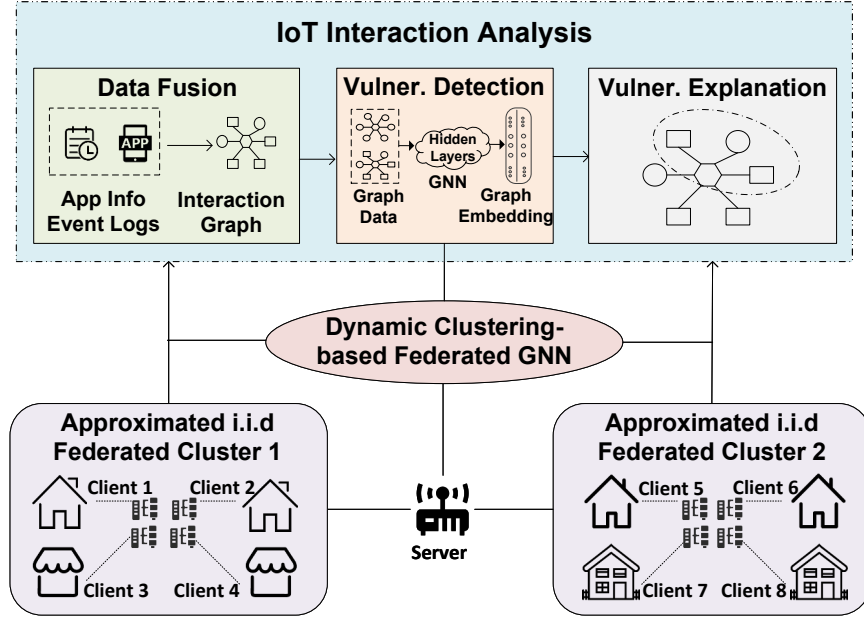 IoT Interaction Analysis
Data Fusion
APP
App Info
Event Logs
Interaction
Graph
Vulner. Detection
Hidden
Layers
GNN
Graph
Data
Graph
Embedding
Vulner. Explanation
Dynamic Clustering-
based Federated GNN
Approximated i.i.d
Federated Cluster 1
Client 1
Client 2
Client 3
Client 4
Server
Approximated i.i.d
Federated Cluster 2
Client 5
Client 6
Client 7
Client 8